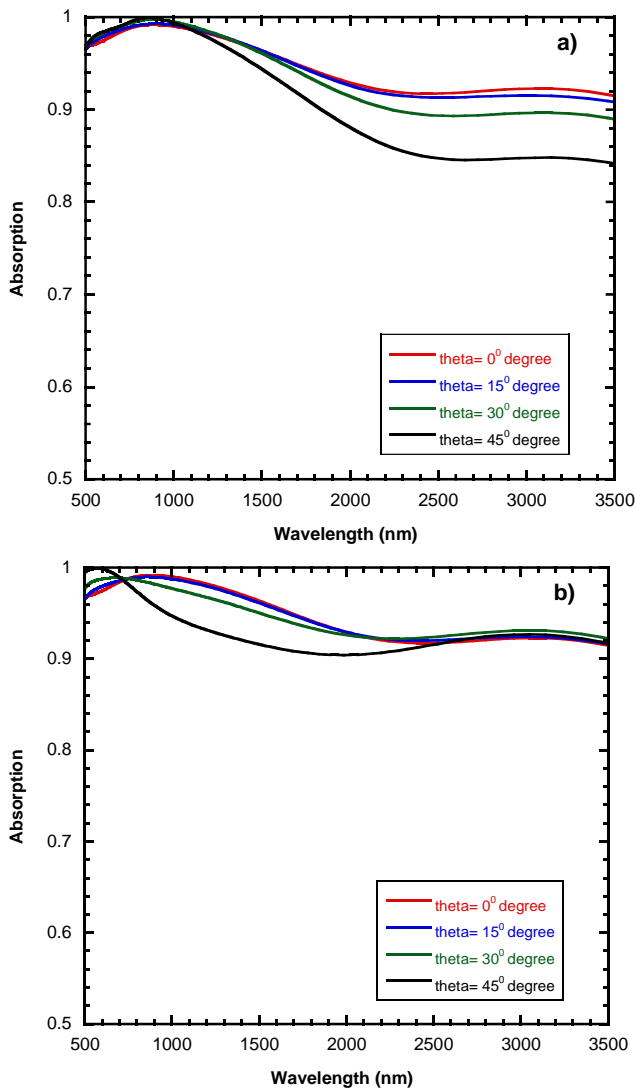 a)
1
0.9
0.8
0.7
0.6
0.5
Absorption
theta= 0⁰ degree
theta= 15⁰ degree
theta= 30⁰ degree
theta= 45⁰ degree
500 1000 1500 2000 2500 3000 3500
Wavelength (nm)
b)
1
0.9
0.8
0.7
0.6
0.5
Absorption
theta= 0⁰ degree
theta= 15⁰ degree
theta= 30⁰ degree
theta= 45⁰ degree
500 1000 1500 2000 2500 3000 3500
Wavelength (nm)